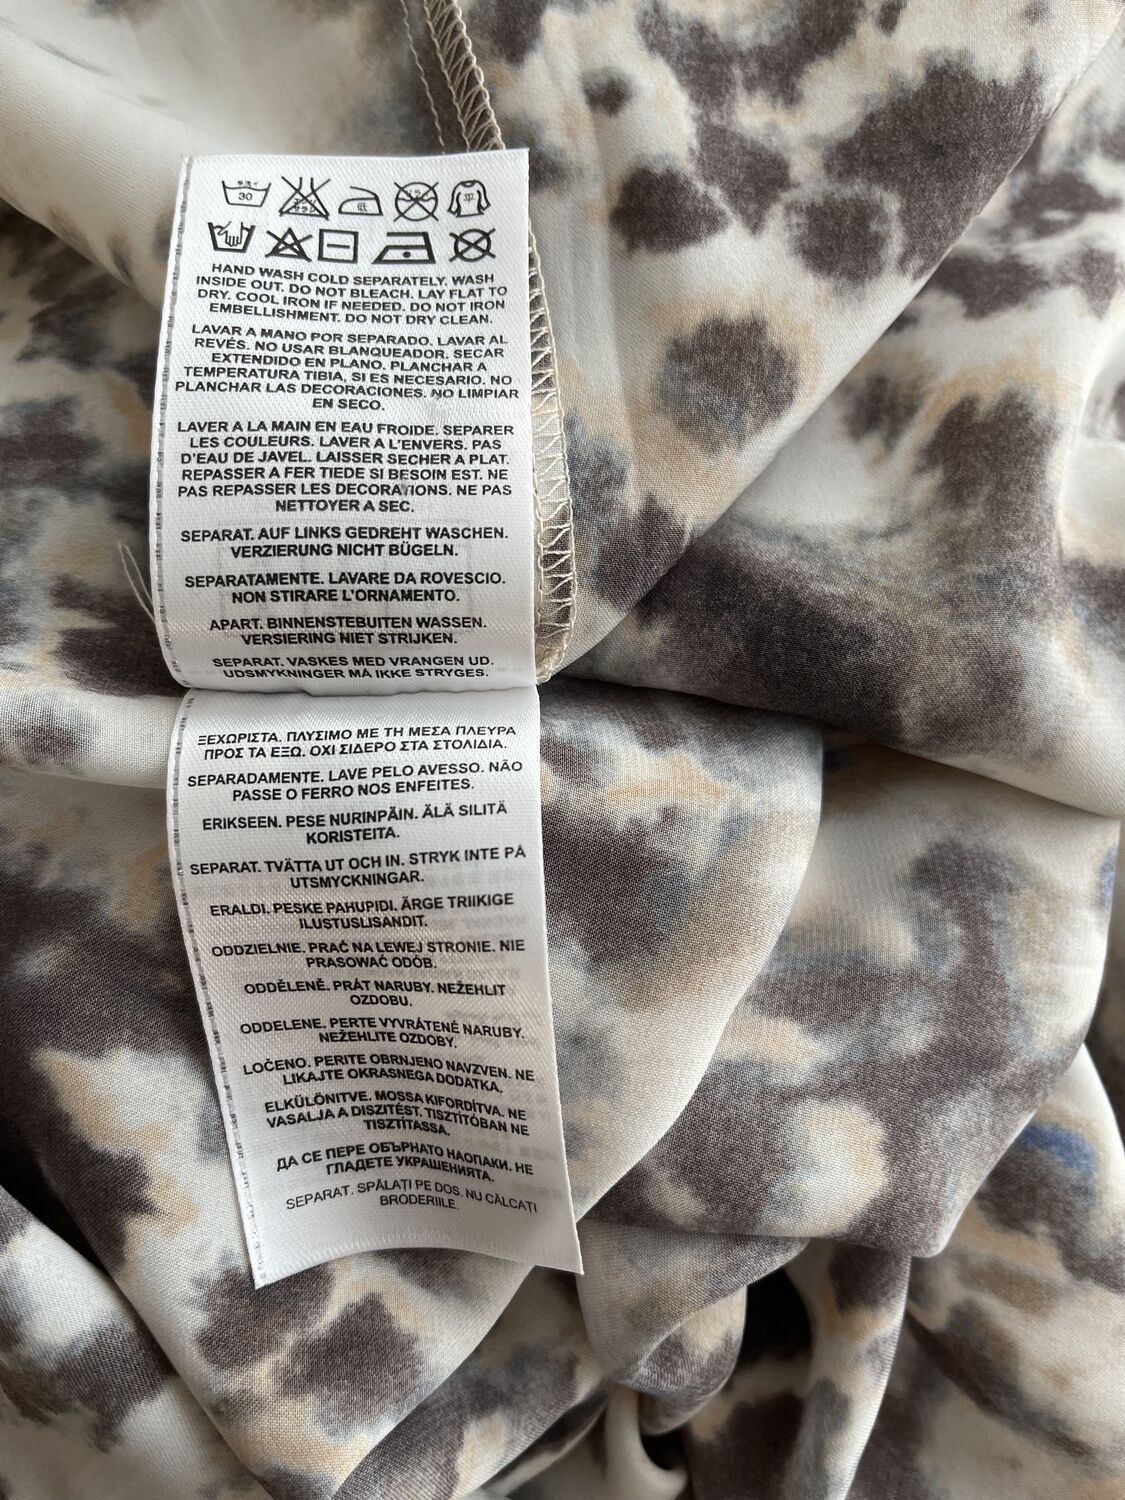 30
低
平
HAND WASH COLD SEPARATELY. WASH
INSIDE OUT. DO NOT BLEACH. LAY FLAT TO
DRY. COOL IRON IF NEEDED. DO NOT IRON
EMBELLISHMENT. DO NOT DRY CLEAN.
LAVAR A MANO POR SEPARADO. LAVAR AL
REVÉS. NO USAR BLANQUEADOR. SECAR
EXTENDIDO EN PLANO. PLANCHAR A
TEMPERATURA TIBIA, SI ES NECESARIO. NO
PLANCHAR LAS DECORACIONES. NO LIMPIAR
EN SECO.
LAVER A LA MAIN EN EAU FROIDE. SEPARER
LES COULEURS. LAVER A L'ENVERS. PAS
D'EAU DE JAVEL. LAISSER SECHER A PLAT.
REPASSER A FER TIEDE SI BESOIN EST. NE
PAS REPASSER LES DECORATIONS. NE PAS
NETTOYER A SEC.
SEPARAT. AUF LINKS GEDREHT WASCHEN.
VERZIERUNG NICHT BÜGELN.
SEPARATAMENTE. LAVARE DA ROVESCIO.
NON STIRARE L'ORNAMENTO.
APART. BINNENSTEBUITEN WASSEN.
VERSIERING NIET STRIJKEN.
SEPARAT. VASKES MED VRANGEN UD.
UDSMYKNINGER MÅ IKKE STRYGES.
ΞΕΧΩΡΙΣΤΑ. ΠΛΥΣΙΜΟ ΜΕ ΤΗ ΜΕΣΑ ΠΛΕΥΡΑ
ΠΡΟΣ ΤΑ ΕΞΩ. ΟΧΙ ΣΙΔΕΡΟ ΣΤΑ ΣΤΟΛΙΔΙΑ.
SEPARADAMENTE. LAVE PELO AVESSO. NÃO
PASSE O FERRO NOS ENFEITES.
ERIKSEEN. PESE NURINPÄIN. ÄLÄ SILITÄ
KORISTEITA.
SEPARAT. TVÄTTA UT OCH IN. STRYK INTE PÅ
UTSMYCKNINGAR.
ERALDI. PESKE PAHUPIDI. ÄRGE TRIIKIGE
ILUSTUSLISANDIT.
ODDZIELNIE. PRAĆ NA LEWEJ STRONIE. NIE
PRASOWAĆ ODÓB.
ODDĚLENĚ. PRÁT NARUBY. NEŽEHLIT
OZDOBU.
ODDELENE. PERTE VYVRÁTENÉ NARUBY.
NEŽEHLITE OZDOBY.
LOČENO. PERITE OBRNJENO NAVZVEN. NE
LIKAJTE OKRASNEGA DODATKA.
ELKÜLÖNITVE. MOSSA KIFORDÍTVA. NE
VASALJA A DISZITÉST. TISZTÍTÓBAN NE
TISZTÍTASSA.
ДА СЕ ПЕРЕ ОБЪРНАТО НАОПАКИ. НЕ
ГЛАДЕТЕ УКРАШЕНИЯТА.
SEPARAT. SPĂLAȚI PE DOS. NU CĂLCAȚI
BRODERIILE.